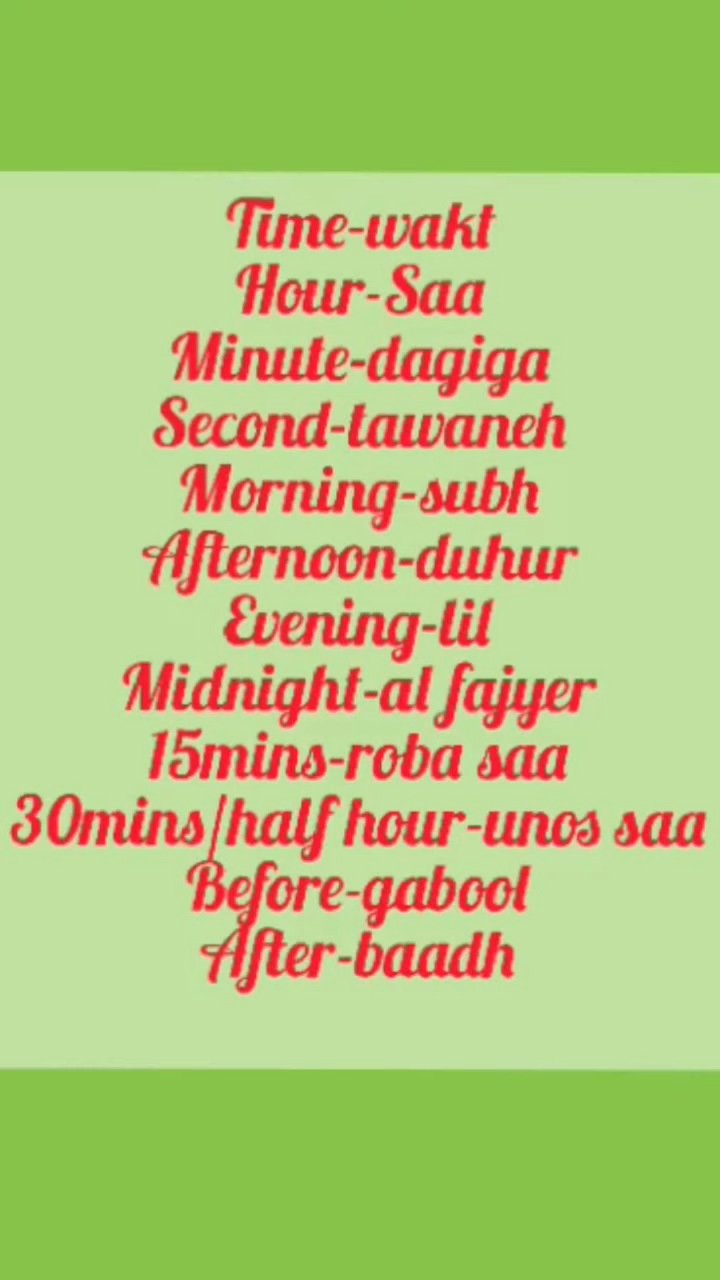 Time-wakt
Hour-Saa
Minute-dagiga
Second-tawaneh
Morning-subh
Afternoon-duhur
Evening-lil
Midnight-al fajyer
15mins-roba saa
30mins/half hour-unos saa
Before-gabool
After-baadh